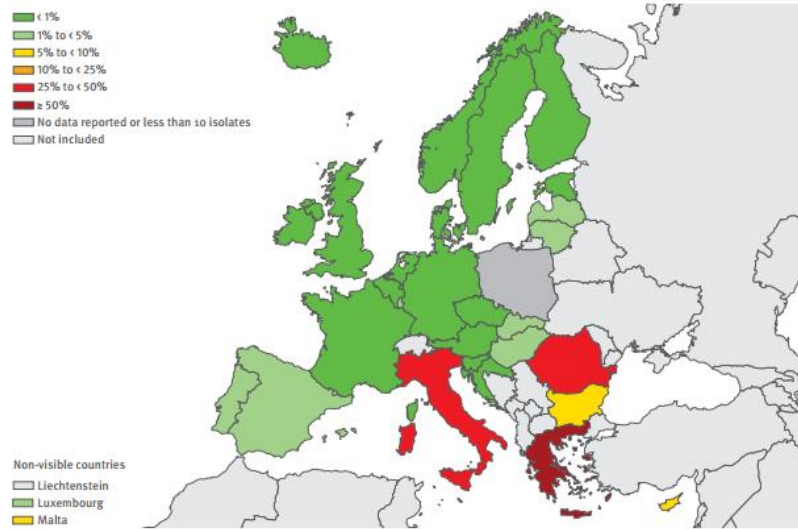 < 1%
1% to < 5%
5% to < 10%
10% to < 25%
25% to < 50%
≥ 50%
No data reported or less than 10 isolates
Not included
Non-visible countries
Liechtenstein
Luxembourg
Malta